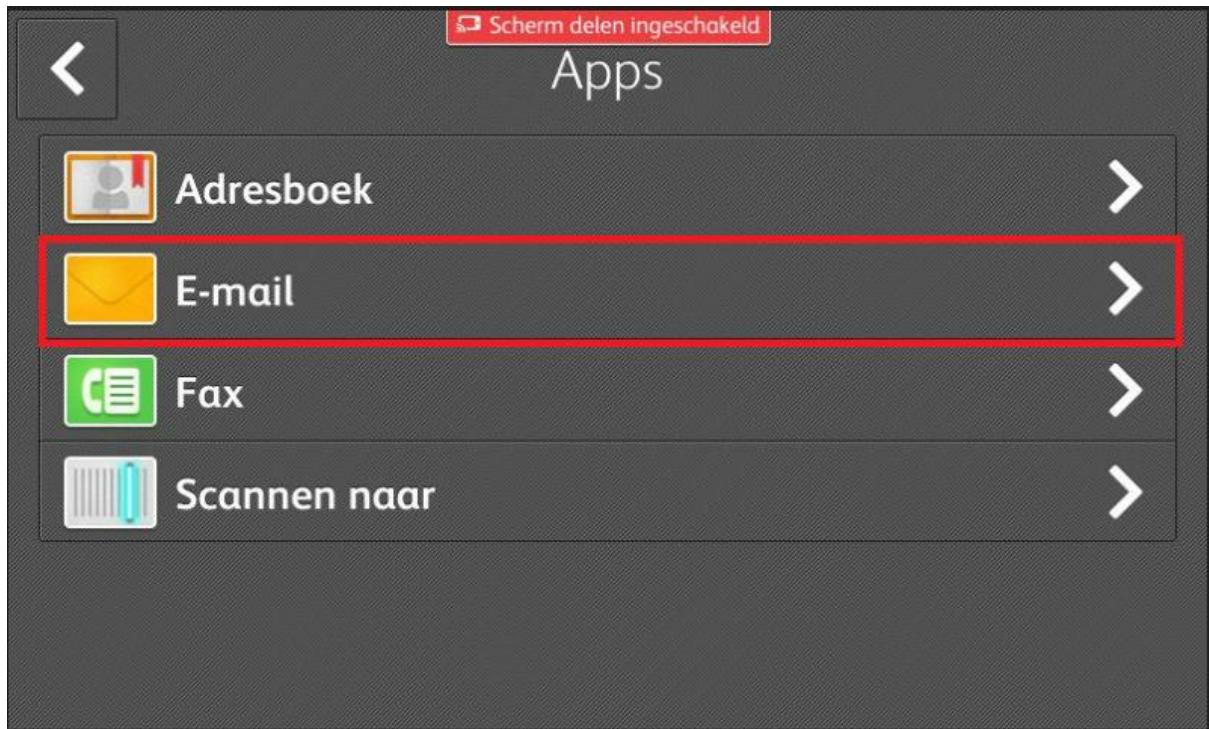 Scherm delen ingeschakeld
Apps
Adresboek
E-mail
Fax
Scannen naar